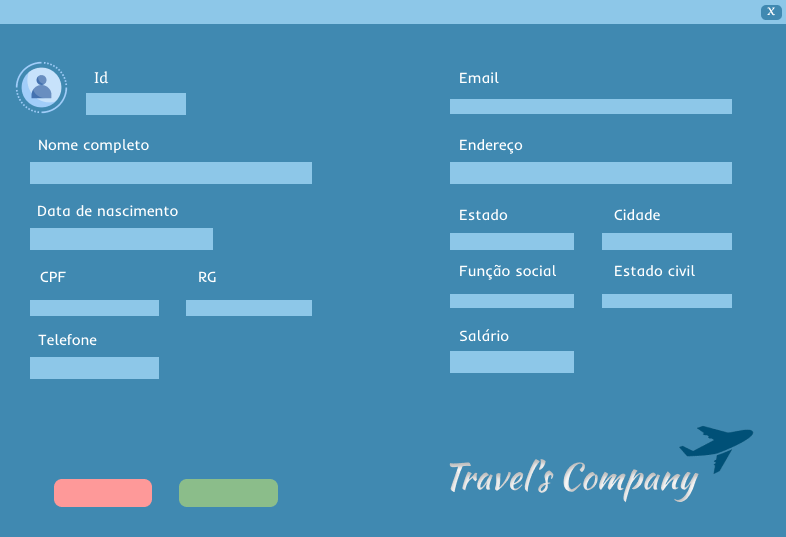 X
Id
Nome completo
Data de nascimento
CPF RG
Telefone
Email
Endereço
Estado Cidade
Função social Estado civil
Salário
Travel's Company